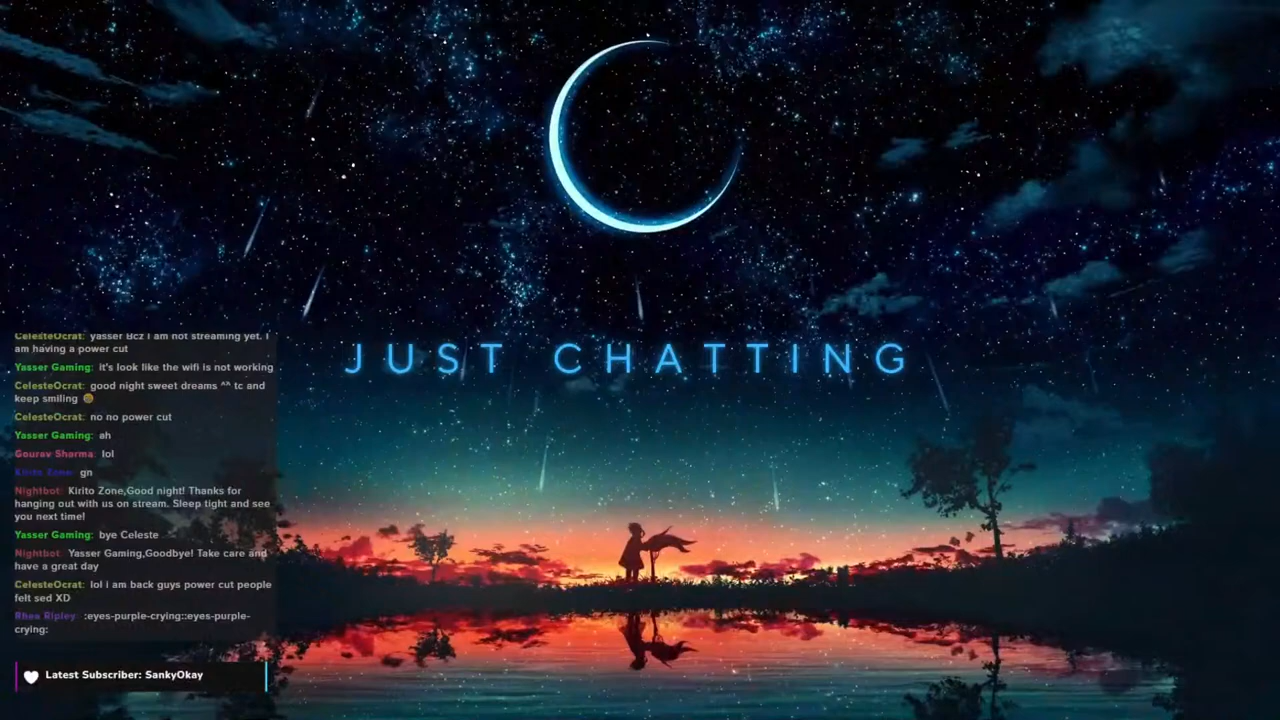 JUST CHATTING
CelesteOcrat: yasser Bcz I am not streaming yet. I
am having a power cut
Yasser Gaming: it's look like the wifi is not working
CelesteOcrat: good night sweet dreams ^^ tc and
keep smiling
CelesteOcrat: no no power cut
Yasser Gaming: ah
Gourav Sharma: lol
Kirito Zone: gn
Nightbot: Kirito Zone,Good night! Thanks for
hanging out with us on stream. Sleep tight and see
you next time!
Yasser Gaming: bye Celeste
Nightbot: Yasser Gaming,Goodbye! Take care and
have a great day
CelesteOcrat: lol i am back guys power cut people
felt sed XD
Rhea Ripley: :eyes-purple-crying::eyes-purple-
crying:
Latest Subscriber: SankyOkay